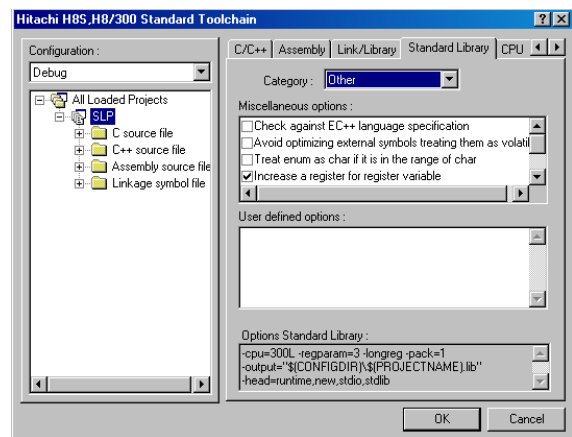 Hitachi H8S,H8/300 Standard Toolchain
Configuration :
Debug
All Loaded Projects
SLP
C source file
C++ source file
Assembly source file
Linkage symbol file
C/C++ Assembly Link/Library Standard Library CPU
Category : Other
Miscellaneous options :
Check against EC++ language specification
Avoid optimizing external symbols treating them as volatil
Treat enum as char if it is in the range of char
Increase a register for register variable
User defined options :
Options Standard Library :
-cpu=300L -regparam=3 -longreg -pack=1
-output="$(CONFIGDIR)\$(PROJECTNAME).lib"
-head=runtime,new,stdio,stdlib
OK Cancel